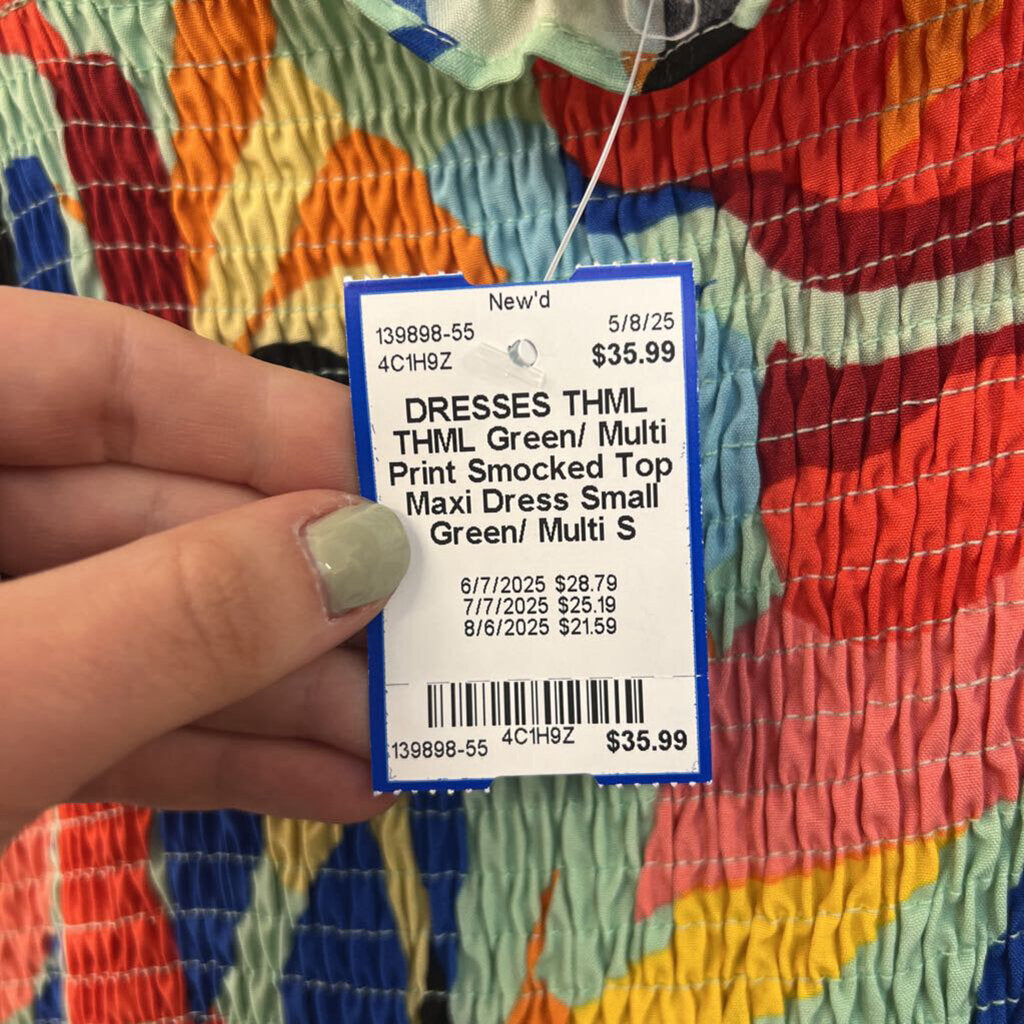 New'd
139898-55 5/8/25
4C1H9Z $35.99
DRESSES THML
THML Green/ Multi
Print Smocked Top
Maxi Dress Small
Green/ Multi S
6/7/2025 $28.79
7/7/2025 $25.19
8/6/2025 $21.59
139898-55 4C1H9Z $35.99